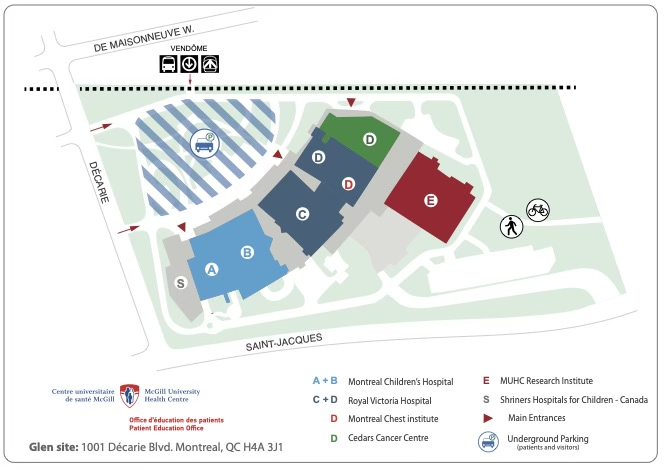 DE MAISONNEUVE W.
VENDÔME
P
DÉCARIE
D
D
D
C
E
B
A
S
SAINT-JACQUES
Centre universitaire
de santé McGill
McGill University
Health Centre
Office d'éducation des patients
Patient Education Office
Glen site: 1001 Décarie Blvd. Montreal, QC H4A 3J1
A + B Montreal Children's Hospital
C + D Royal Victoria Hospital
D Montreal Chest institute
D Cedars Cancer Centre
E MUHC Research Institute
S Shriners Hospitals for Children - Canada
Main Entrances
P Underground Parking
(patients and visitors)